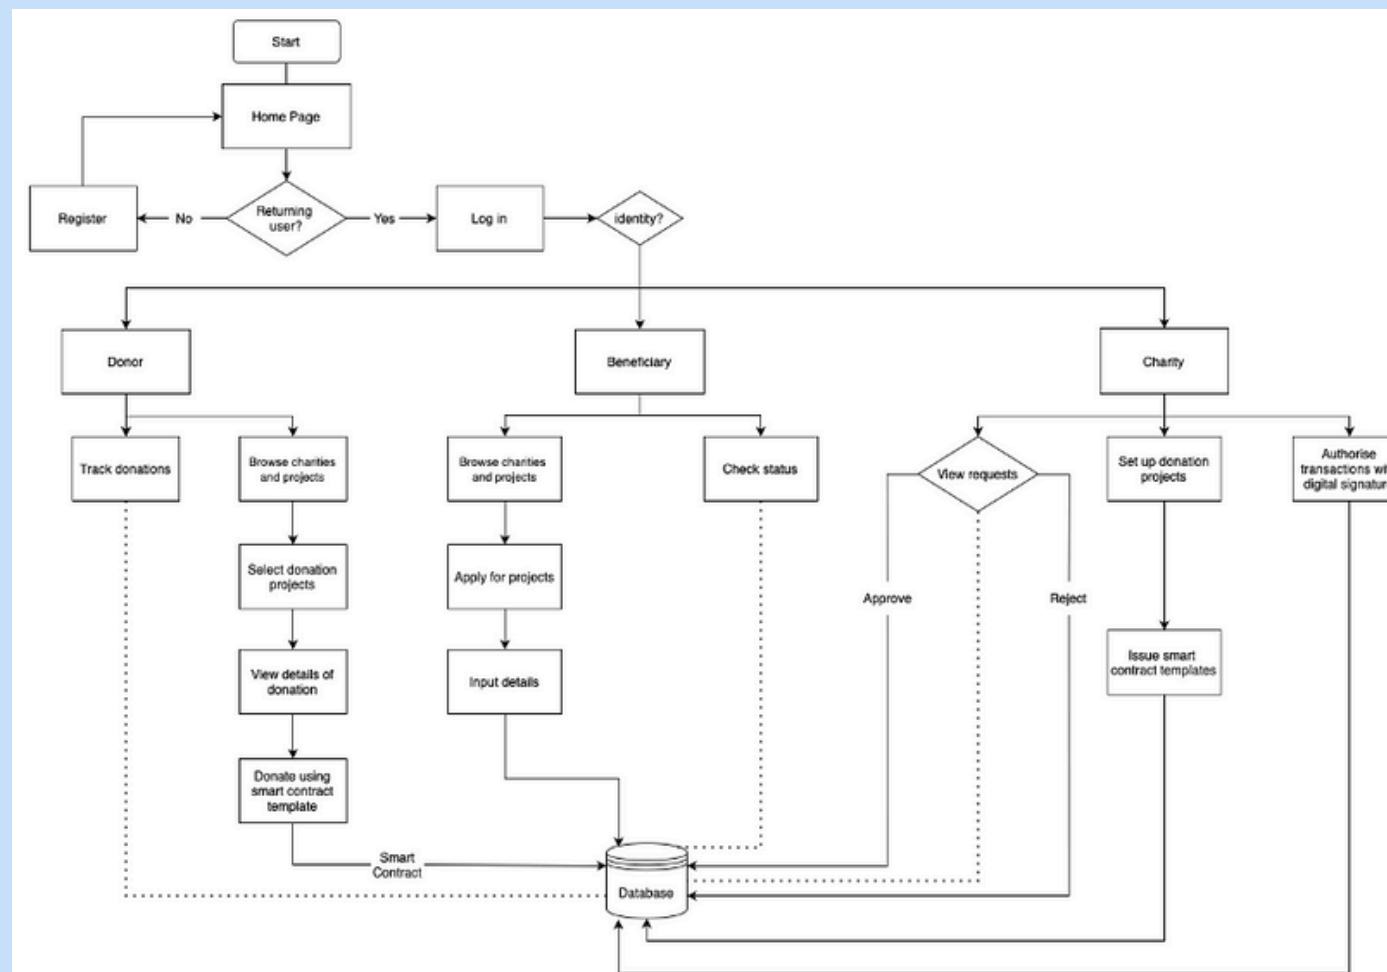 Start
Home Page
Register
No
Returning
user?
Yes
Log in
identity?
Donor
Beneficiary
Charity
Track donations
Browse charities
and projects
Browse charities
and projects
Check status
View requests
Set up donation
projects
Authorise
transactions
digital
Select donation
projects
Apply for projects
Approve
Reject
View details of
donation
Input details
Issue smart
contract templates
Donate using
smart contract
template
Smart
Contract
Database